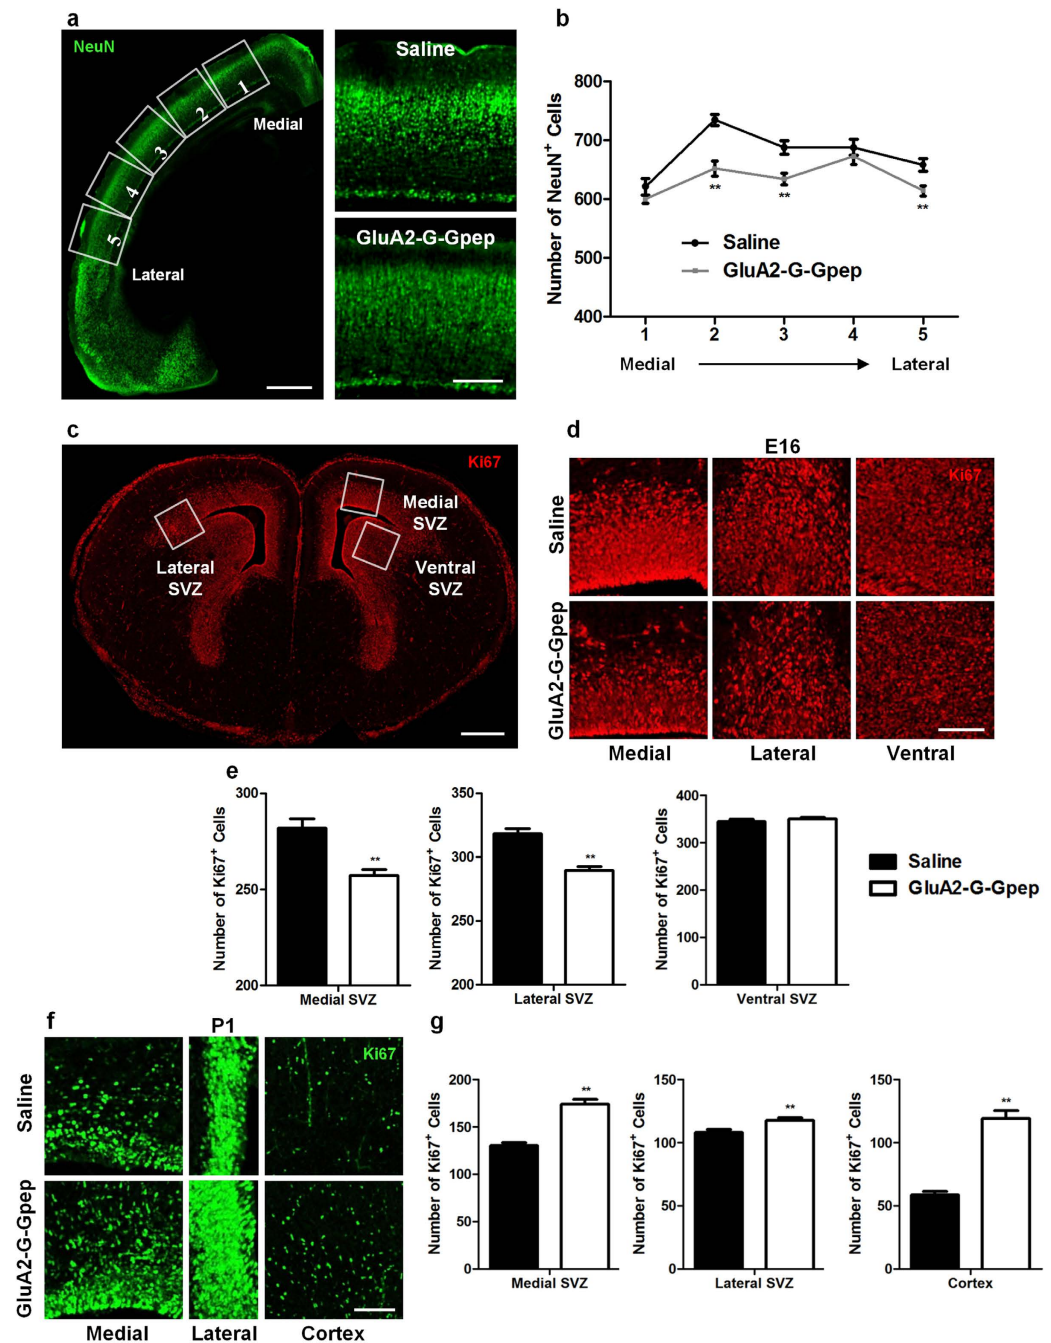 a
NeuN
1
2
3
4
5
Medial
Lateral
Saline
GluA2-G-Gpep
b
Number of NeuN+ Cells
800
700
600
500
400
**
**
**
Saline
GluA2-G-Gpep
1 2 3 4 5
Medial Lateral
c
Ki67
Medial SVZ
Lateral SVZ
Ventral SVZ
d
E16
Ki67
Saline
GluA2-G-Gpep
Medial Lateral Ventral
e
Number of Ki67+ Cells
300
250
200
**
Medial SVZ
Number of Ki67+ Cells
350
300
250
200
**
Lateral SVZ
Number of Ki67+ Cells
400
300
200
100
0
Ventral SVZ
Saline
GluA2-G-Gpep
f
P1
Ki67
Saline
GluA2-G-Gpep
Medial Lateral Cortex
g
Number of Ki67+ Cells
200
150
100
50
0
**
Medial SVZ
Number of Ki67+ Cells
150
100
50
0
**
Lateral SVZ
Number of Ki67+ Cells
150
100
50
0
**
Cortex